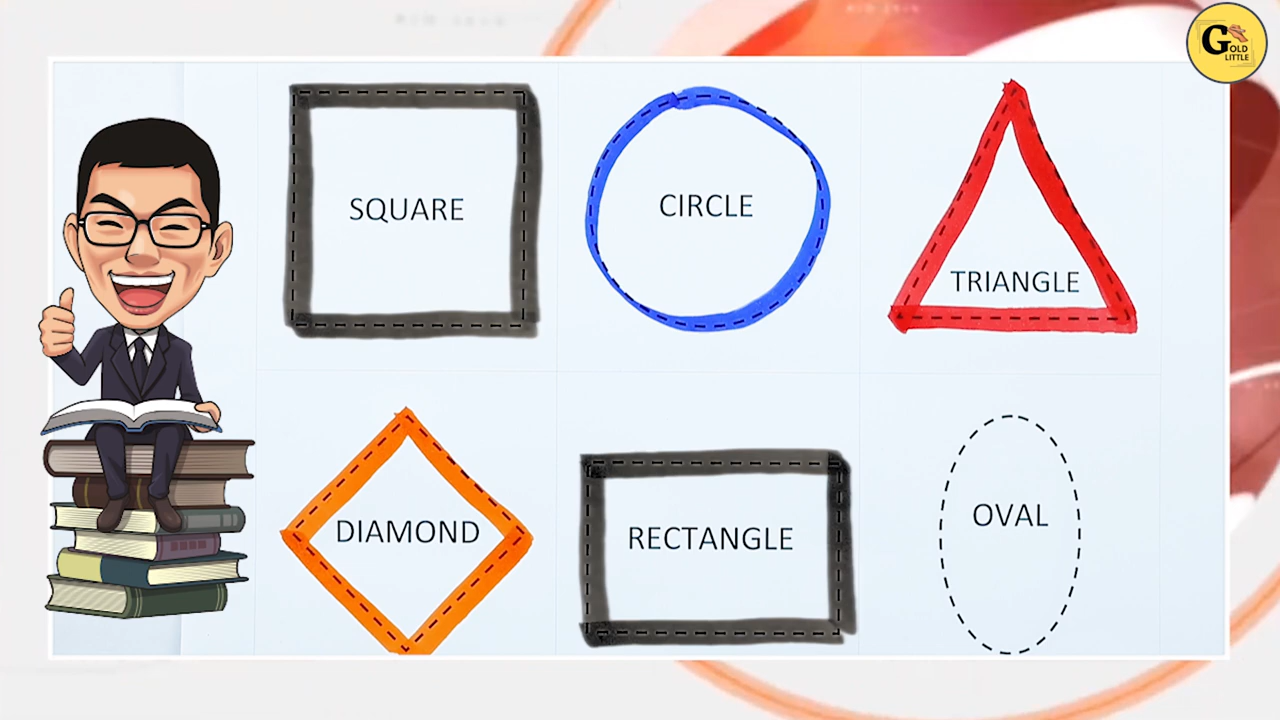 GOLD
LITTLE
SQUARE
CIRCLE
TRIANGLE
DIAMOND
RECTANGLE
OVAL